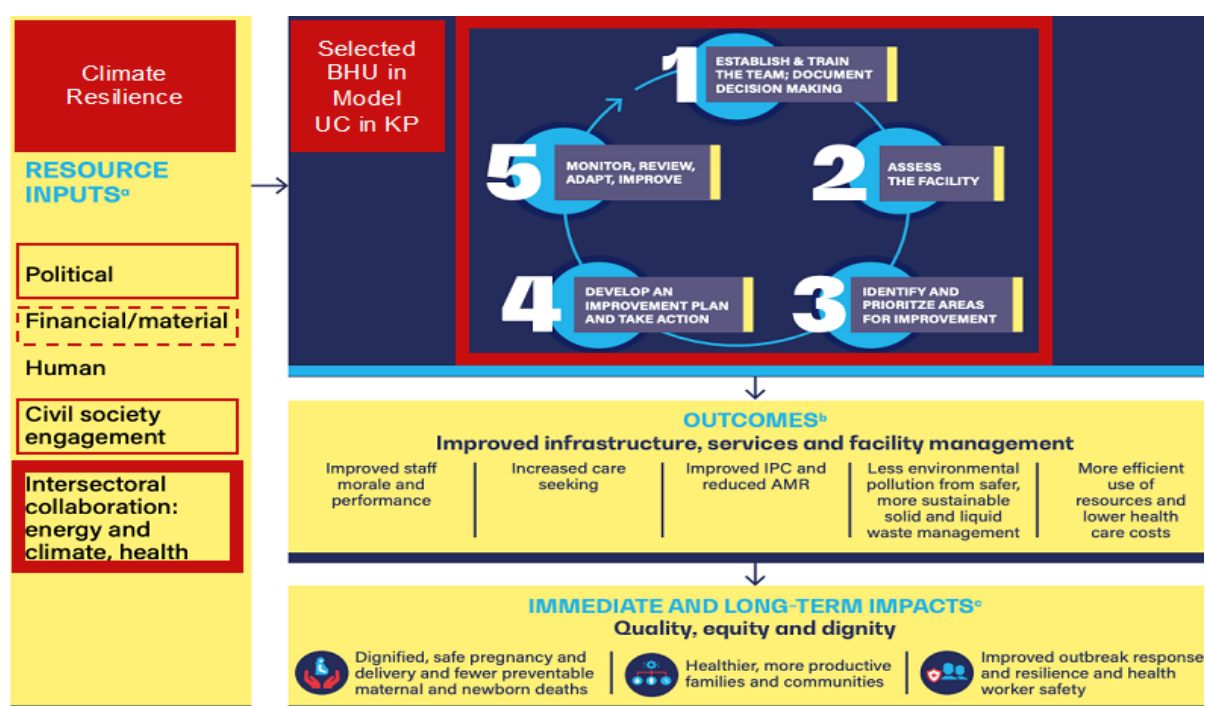 Climate
Resilience
RESOURCE
INPUTSᵃ
Political
Financial/material
Human
Civil society
engagement
Intersectoral
collaboration:
energy and
climate, health
Selected
BHU in
Model
UC in KP
1
ESTABLISH & TRAIN
THE TEAM; DOCUMENT
DECISION MAKING
2
ASSESS
THE FACILITY
3
IDENTIFY AND
PRIORITZE AREAS
FOR IMPROVEMENT
4
DEVELOP AN
IMPROVEMENT PLAN
AND TAKE ACTION
5
MONITOR, REVIEW,
ADAPT, IMPROVE
OUTCOMESᵇ
Improved infrastructure, services and facility management
Improved staff
morale and
performance
Increased care
seeking
Improved IPC and
reduced AMR
Less environmental
pollution from safer,
more sustainable
solid and liquid
waste management
More efficient
use of
resources and
lower health
care costs
IMMEDIATE AND LONG-TERM IMPACTSᶜ
Quality, equity and dignity
Dignified, safe pregnancy and
delivery and fewer preventable
maternal and newborn deaths
Healthier, more productive
families and communities
Improved outbreak response
and resilience and health
worker safety